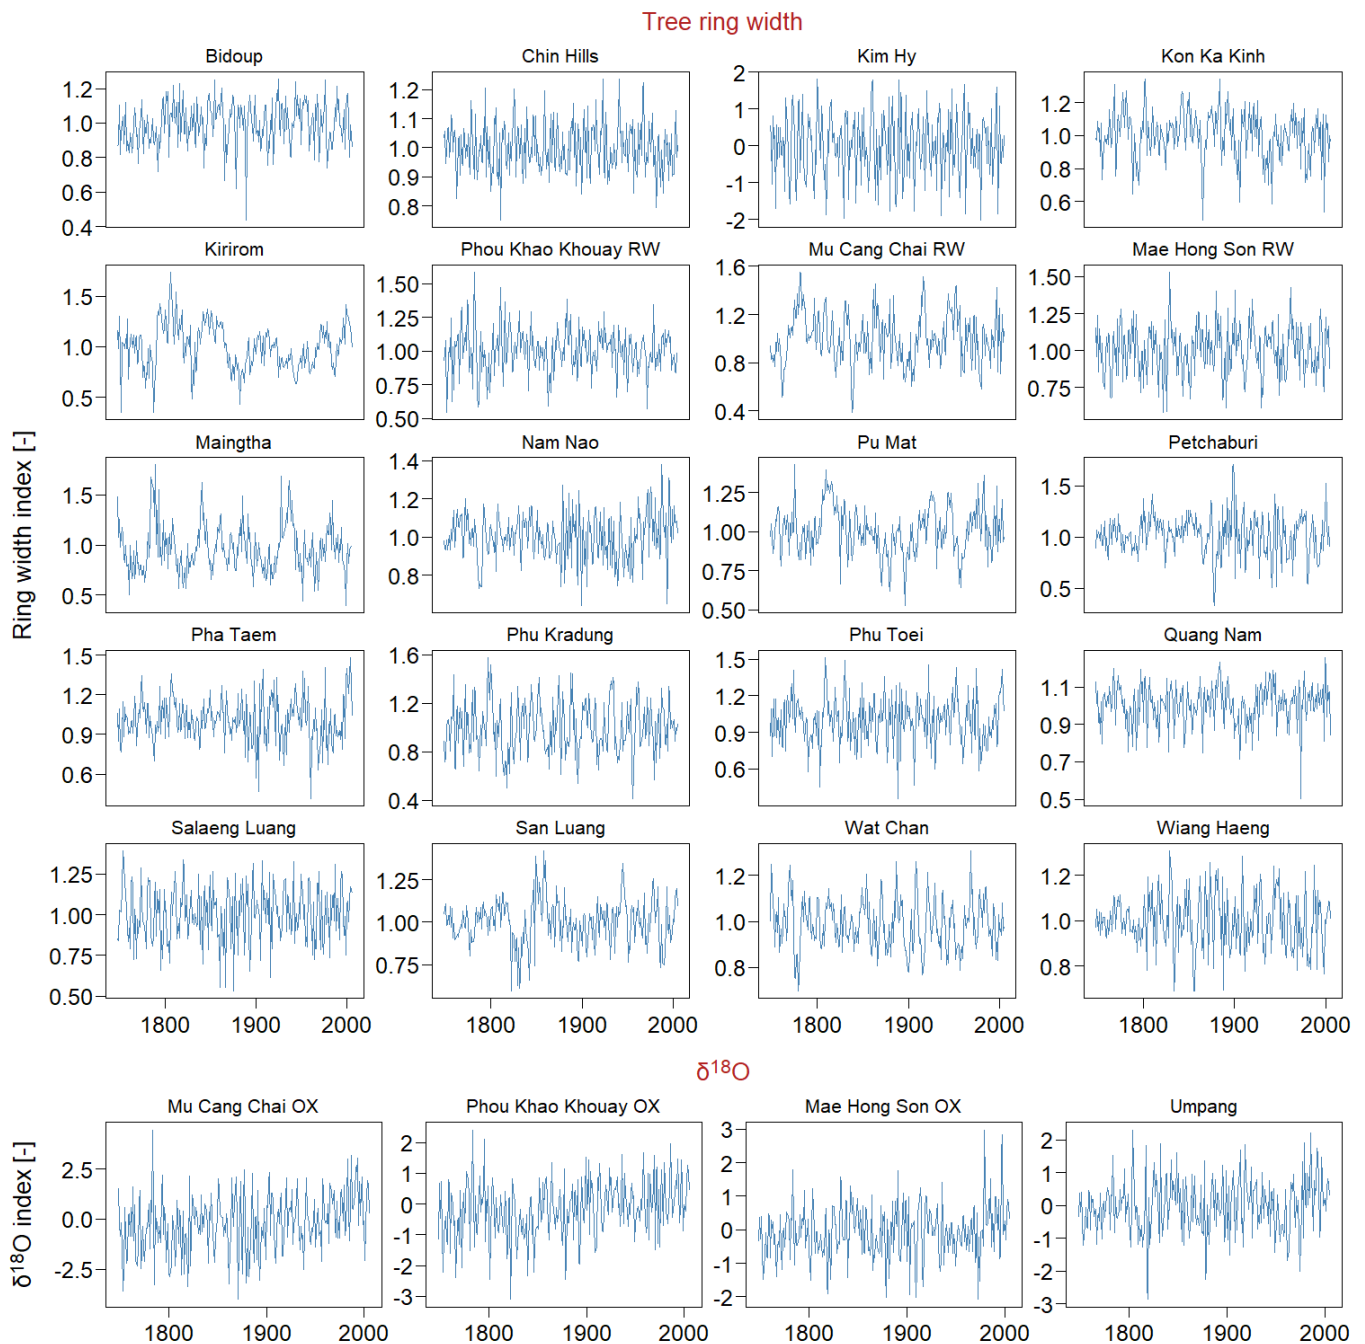 Tree ring width
Bidoup
Chin Hills
Kim Hy
Kon Ka Kinh
1.2
1.0
0.8
0.6
0.4
1.2
1.1
1.0
0.9
0.8
2
1
0
-1
-2
1.2
1.0
0.8
0.6
Kirirom
Phou Khao Khouay RW
Mu Cang Chai RW
Mae Hong Son RW
1.5
1.0
0.5
1.50
1.25
1.00
0.75
0.50
1.6
1.2
0.8
0.4
1.50
1.25
1.00
0.75
Ring width index [-]
Maingtha
Nam Nao
Pu Mat
Petchaburi
1.5
1.0
0.5
1.4
1.2
1.0
0.8
1.25
1.00
0.75
0.50
1.5
1.0
0.5
Pha Taem
Phu Kradung
Phu Toei
Quang Nam
1.5
1.2
0.9
0.6
1.6
1.2
0.8
0.4
1.5
1.2
0.9
0.6
1.1
0.9
0.7
0.5
Salaeng Luang
San Luang
Wat Chan
Wiang Haeng
1.25
1.00
0.75
0.50
1.25
1.00
0.75
1.2
1.0
0.8
1.2
1.0
0.8
1800 1900 2000
1800 1900 2000
1800 1900 2000
1800 1900 2000
δ¹⁸O
Mu Cang Chai OX
Phou Khao Khouay OX
Mae Hong Son OX
Umpang
δ¹⁸O index [-]
2.5
0.0
-2.5
2
1
0
-1
-2
-3
3
2
1
0
-1
-2
2
1
0
-1
-2
-3
1800 1900 2000
1800 1900 2000
1800 1900 2000
1800 1900 2000